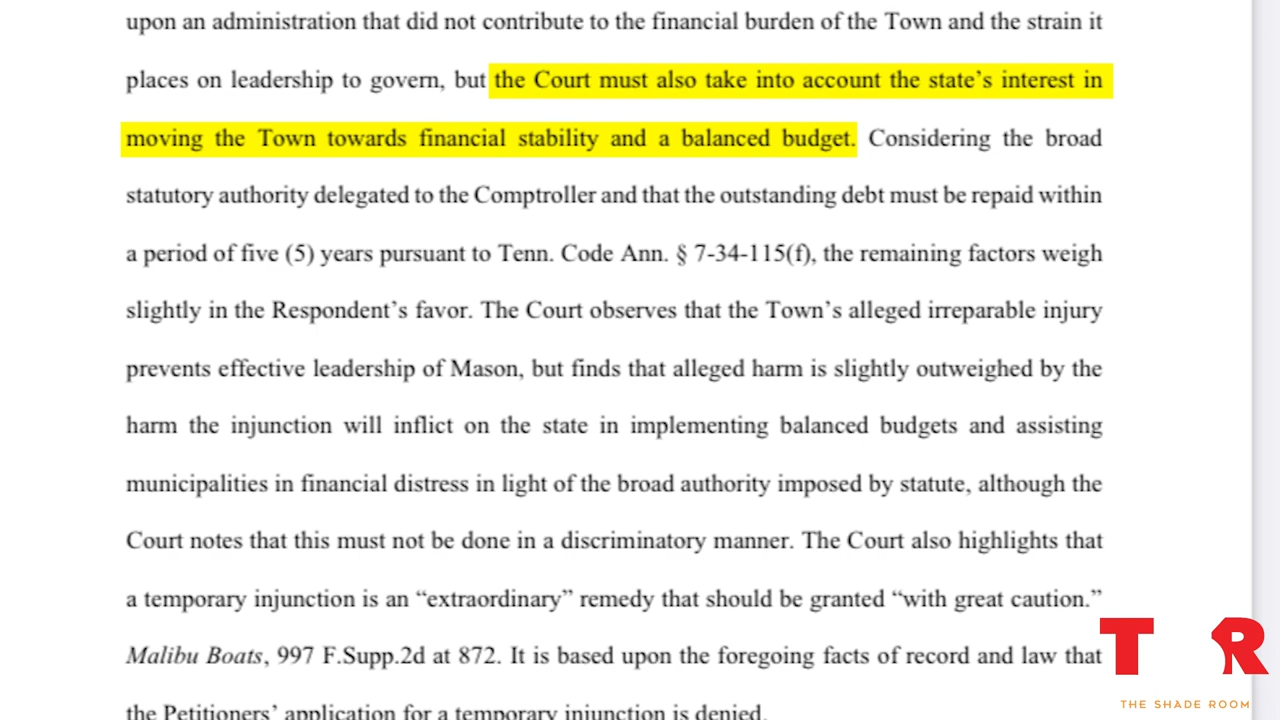 upon an administration that did not contribute to the financial burden of the Town and the strain it
places on leadership to govern, but the Court must also take into account the state’s interest in
moving the Town towards financial stability and a balanced budget. Considering the broad
statutory authority delegated to the Comptroller and that the outstanding debt must be repaid within
a period of five (5) years pursuant to Tenn. Code Ann. § 7-34-115(f), the remaining factors weigh
slightly in the Respondent’s favor. The Court observes that the Town’s alleged irreparable injury
prevents effective leadership of Mason, but finds that alleged harm is slightly outweighed by the
harm the injunction will inflict on the state in implementing balanced budgets and assisting
municipalities in financial distress in light of the broad authority imposed by statute, although the
Court notes that this must not be done in a discriminatory manner. The Court also highlights that
a temporary injunction is an “extraordinary” remedy that should be granted “with great caution.”
Malibu Boats, 997 F.Supp.2d at 872. It is based upon the foregoing facts of record and law that
the Petitioners’ application for a temporary injunction is denied.
T R
THE SHADE ROOM